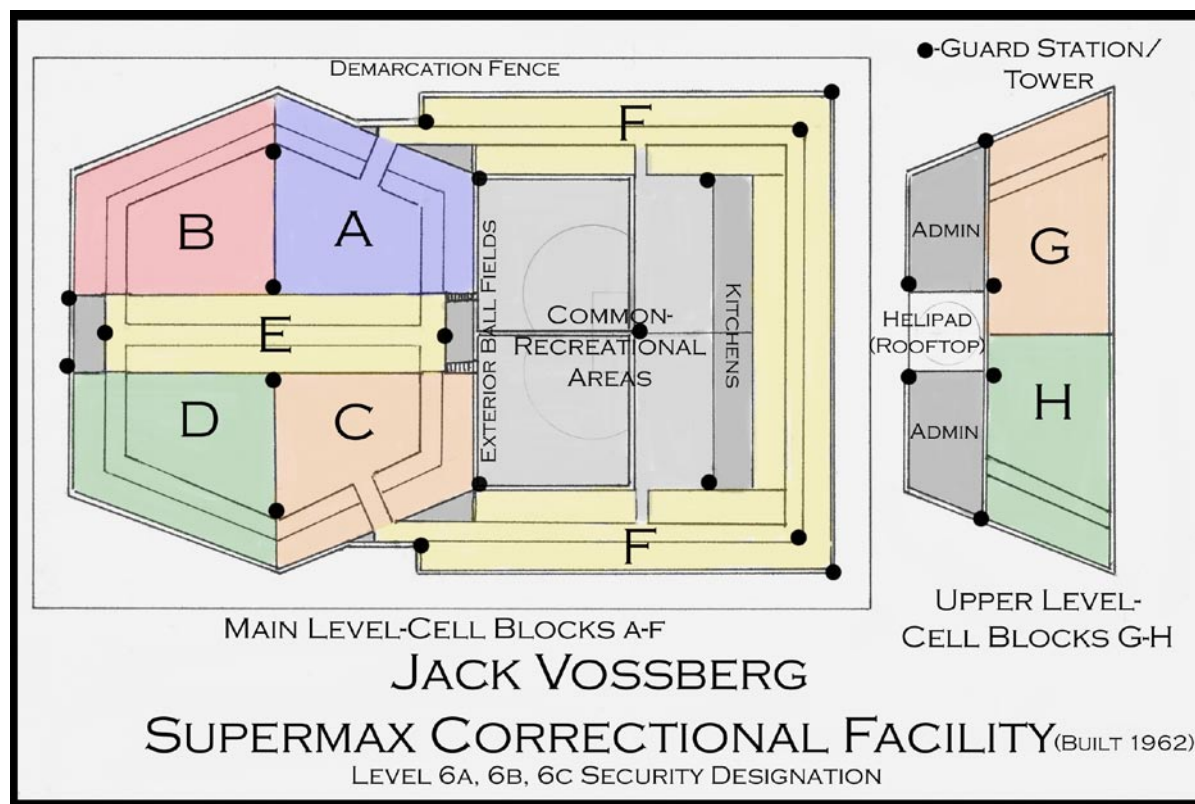 Demarcation Fence
-Guard Station/
Tower
F
B
A
Admin
G
Exterior Ball Fields
Common-
Recreational
Areas
Kitchens
E
Helipad
(Rooftop)
D
C
H
Admin
F
Main Level-Cell Blocks A-F
Upper Level-
Cell Blocks G-H
Jack Vossberg
Supermax Correctional Facility (Built 1962)
Level 6A, 6B, 6C Security Designation